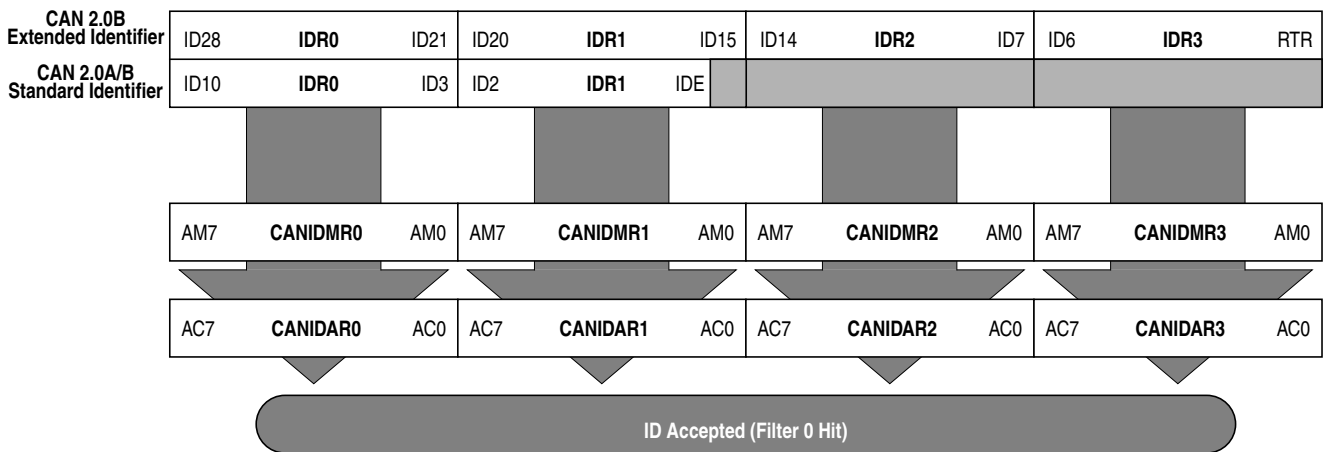 CAN 2.0B
Extended Identifier
ID28 IDR0 ID21 ID20 IDR1 ID15 ID14 IDR2 ID7 ID6 IDR3 RTR
CAN 2.0A/B
Standard Identifier
ID10 IDR0 ID3 ID2 IDR1 IDE
AM7 CANIDMR0 AM0 AM7 CANIDMR1 AM0 AM7 CANIDMR2 AM0 AM7 CANIDMR3 AM0
AC7 CANIDAR0 AC0 AC7 CANIDAR1 AC0 AC7 CANIDAR2 AC0 AC7 CANIDAR3 AC0
ID Accepted (Filter 0 Hit)